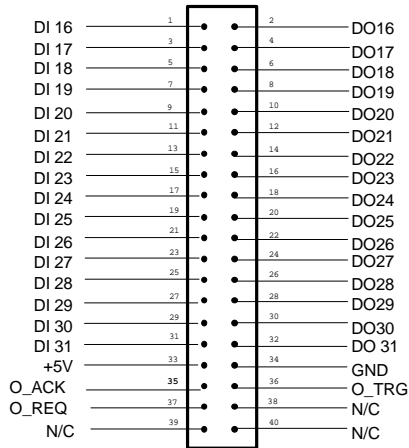 DI 16 1 2 DO16
DI 17 3 4 DO17
DI 18 5 6 DO18
DI 19 7 8 DO19
DI 20 9 10 DO20
DI 21 11 12 DO21
DI 22 13 14 DO22
DI 23 15 16 DO23
DI 24 17 18 DO24
DI 25 19 20 DO25
DI 26 21 22 DO26
DI 27 23 24 DO27
DI 28 25 26 DO28
DI 29 27 28 DO29
DI 30 29 30 DO30
DI 31 31 32 DO 31
+5V 33 34 GND
O_ACK 35 36 O_TRG
O_REQ 37 38 N/C
N/C 39 40 N/C